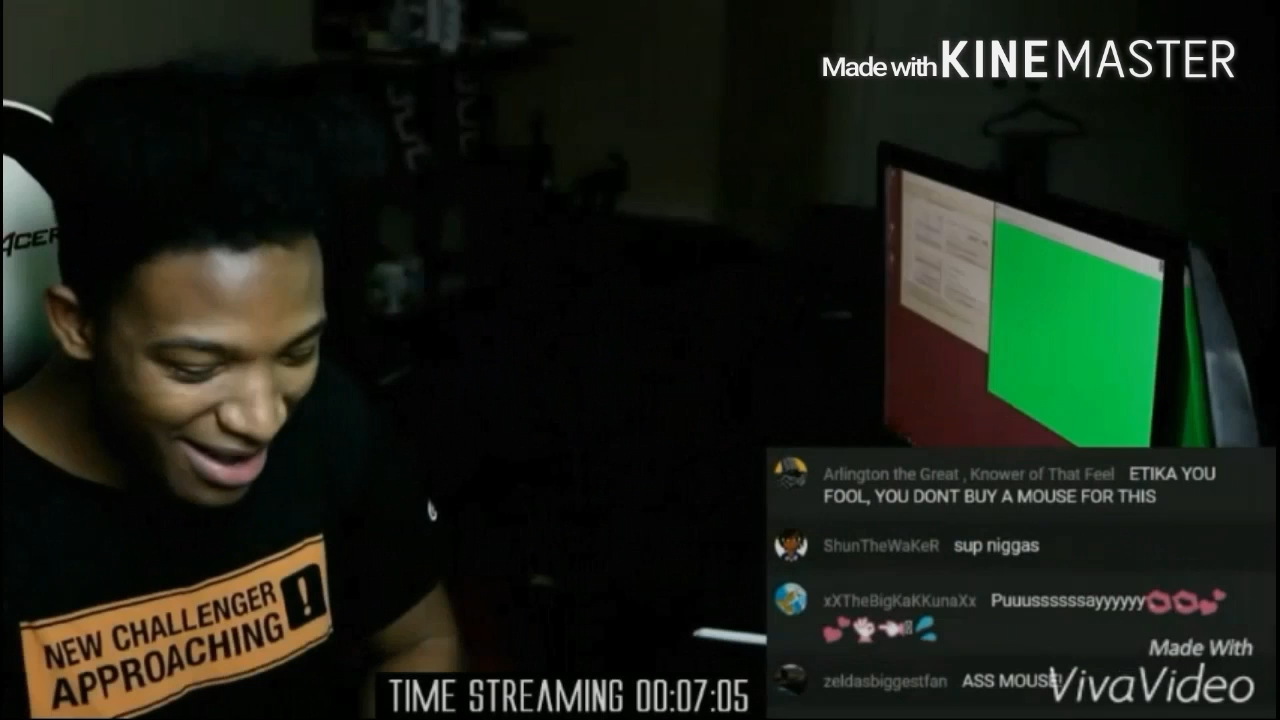 Made with KINEMASTER
ACER
Arlington the Great , Knower of That Feel ETIKA YOU
FOOL, YOU DONT BUY A MOUSE FOR THIS
ShunTheWaKeR sup niggas
xXTheBigKaKKunaXx Puuussssssayyyyyy
zeldasbiggestfan ASS MOUSE!
NEW CHALLENGER
APPROACHING!
TIME STREAMING 00:07:05
Made With
VivaVideo